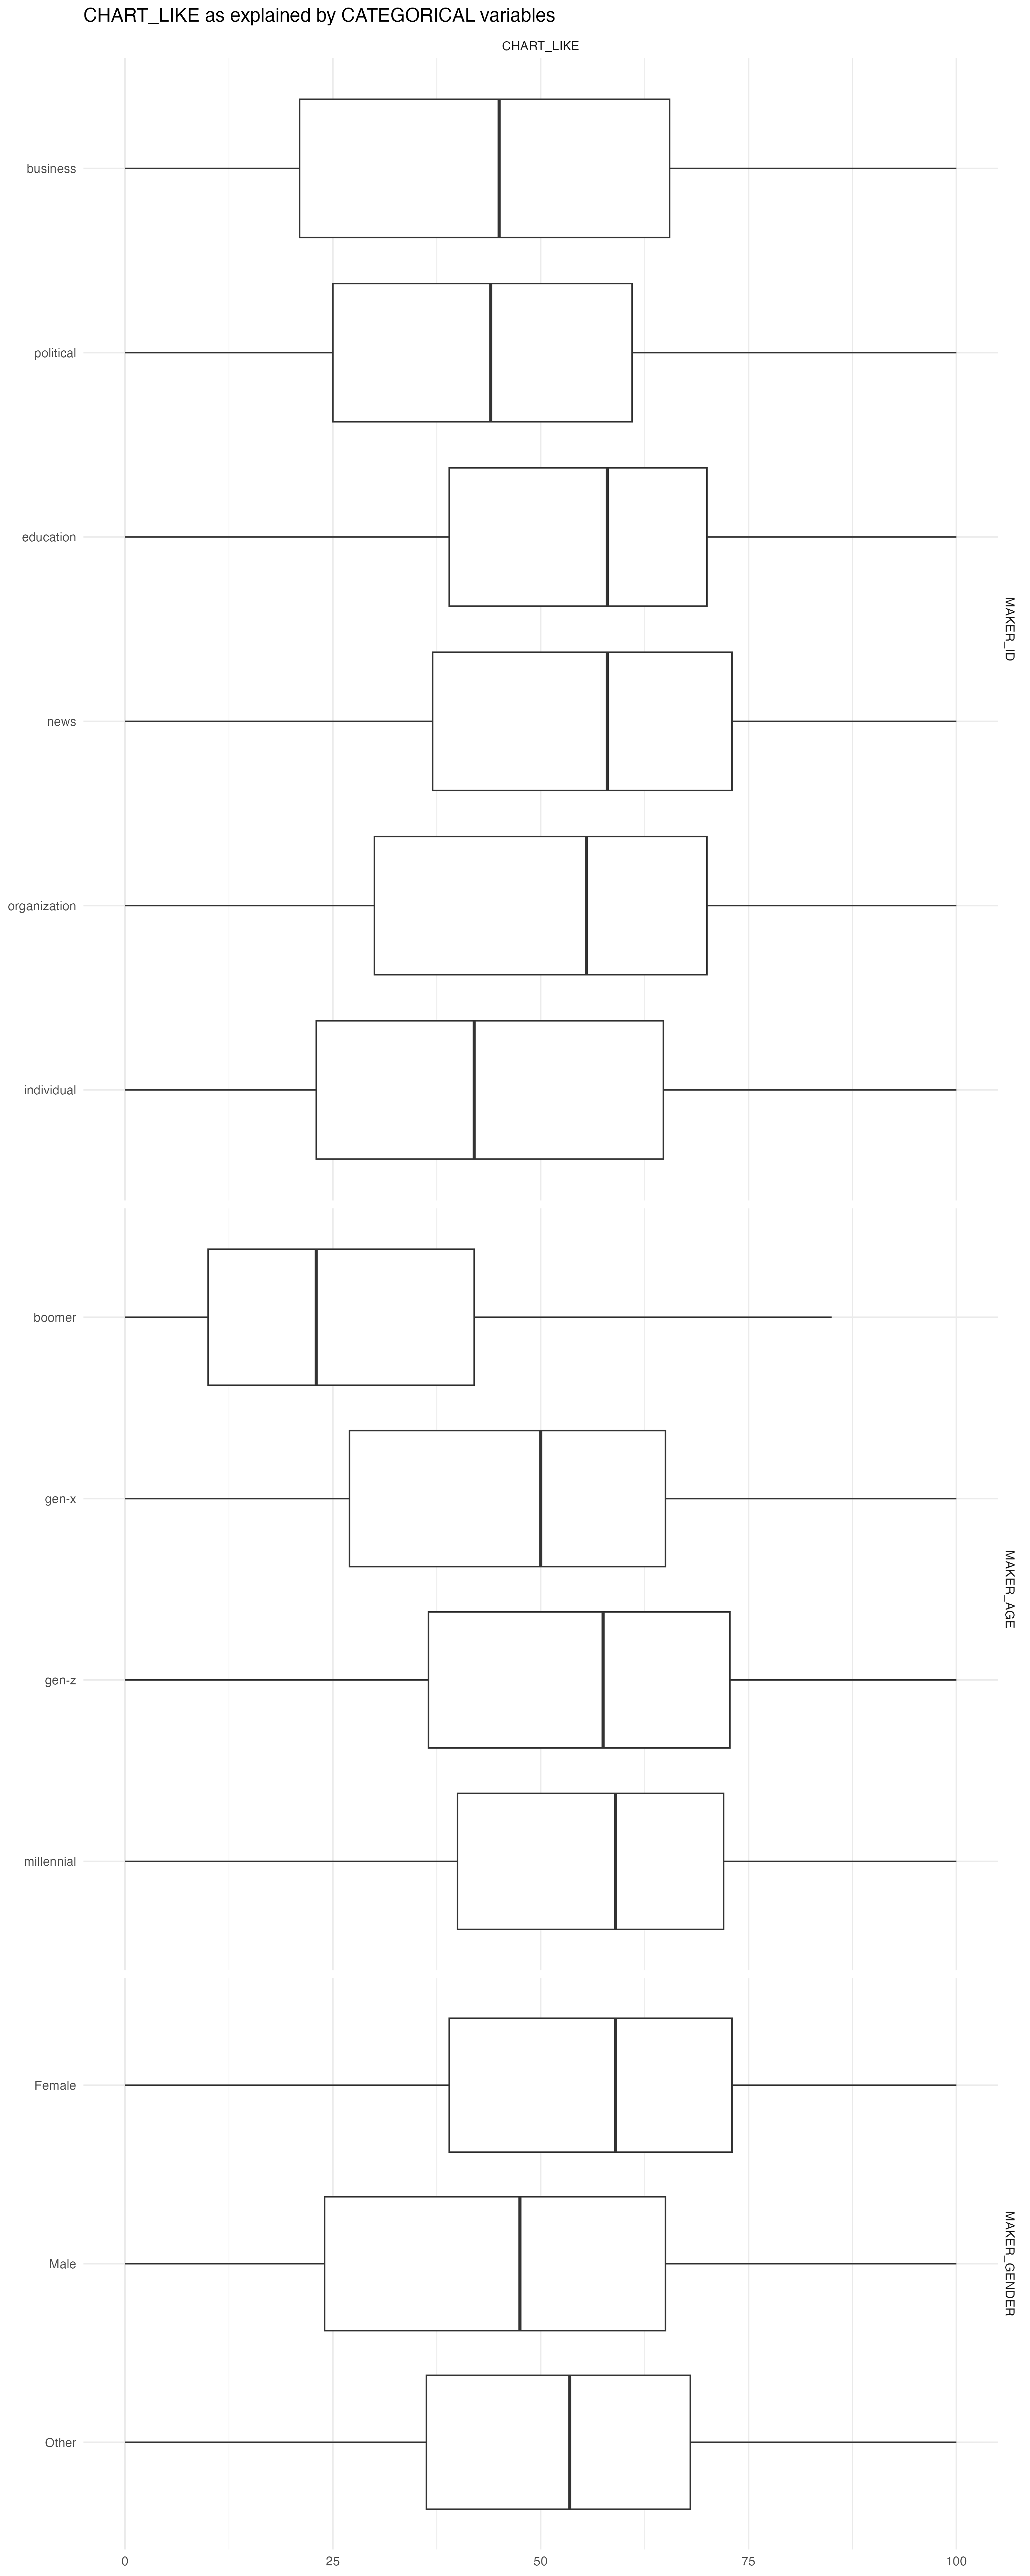 CHART_LIKE as explained by CATEGORICAL variables
CHART_LIKE
business
political
education
news
organization
individual
MAKER_ID
boomer
gen-x
gen-z
millennial
MAKER_AGE
Female
Male
Other
MAKER_GENDER
0 25 50 75 100